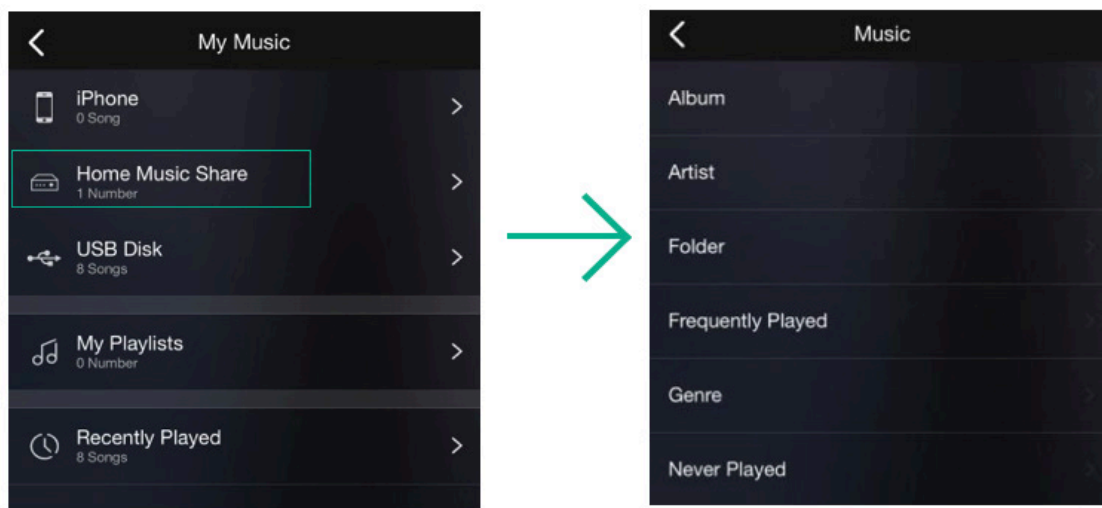 My Music
iPhone
0 Song
Home Music Share
1 Number
USB Disk
8 Songs
My Playlists
0 Number
Recently Played
8 Songs
Music
Album
Artist
Folder
Frequently Played
Genre
Never Played